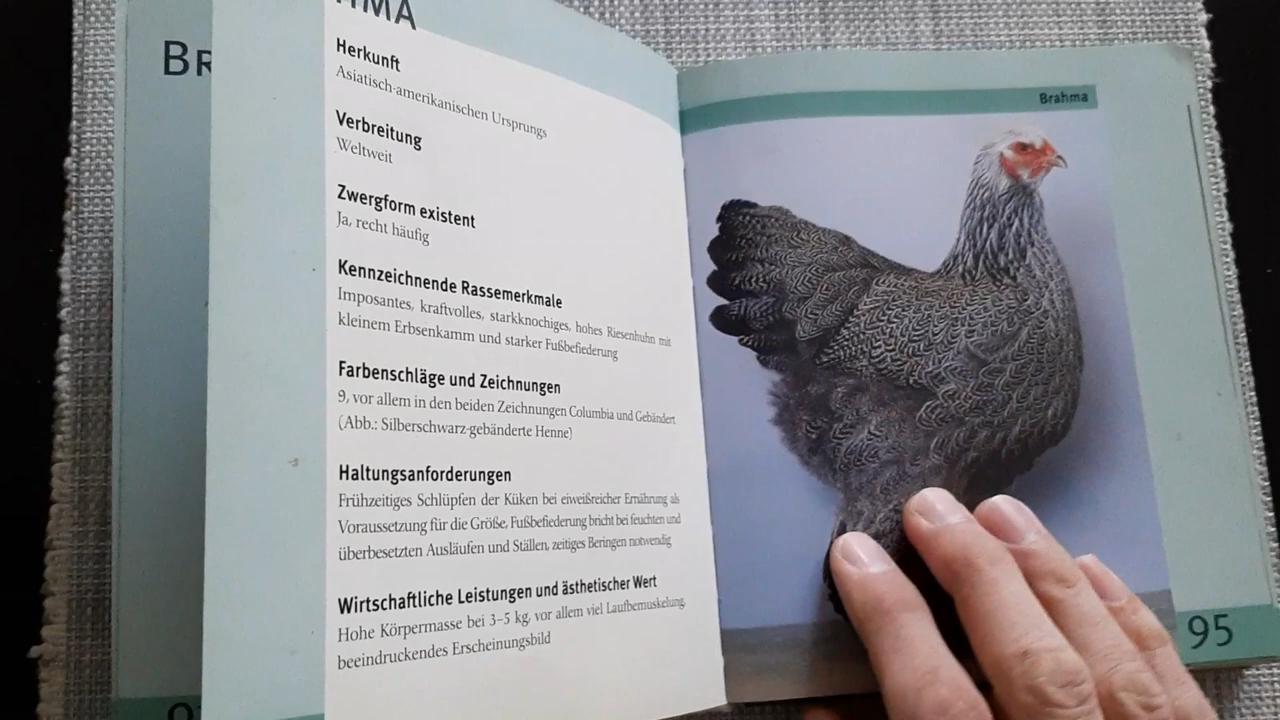 Herkunft
Asiatisch-amerikanischen Ursprungs
Verbreitung
Weltweit
Zwergform existent
Ja, recht häufig
Kennzeichnende Rassemerkmale
Imposantes, kraftvolles, starkknochiges, hohes Riesenhuhn mit
kleinem Erbsenkamm und starker Fußbefiederung
Farbenschläge und Zeichnungen
9, vor allem in den beiden Zeichnungen Columbia und Gebändert
(Abb.: Silberschwarz-gebänderte Henne)
Haltungsanforderungen
Frühzeitiges Schlüpfen der Küken bei eiweißreicher Ernährung als
Voraussetzung für die Größe, Fußbefiederung bricht bei feuchten und
überbesetzten Ausläufen und Ställen, zeitiges Beringen notwendig
Wirtschaftliche Leistungen und ästhetischer Wert
Hohe Körpermasse bei 3–5 kg, vor allem viel Laufbemuskelung,
beeindruckendes Erscheinungsbild
Brahma
95